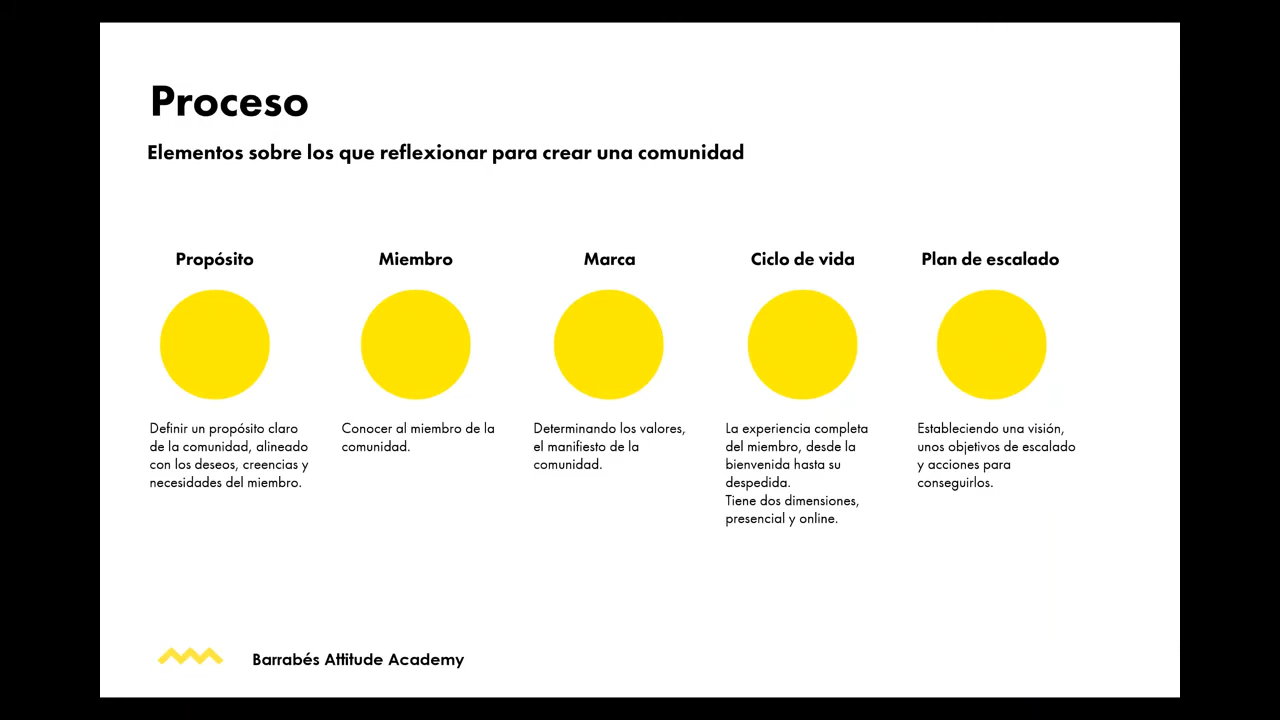 Proceso
Elementos sobre los que reflexionar para crear una comunidad
Propósito
Definir un propósito claro
de la comunidad, alineado
con los deseos, creencias y
necesidades del miembro.
Miembro
Conocer al miembro de la
comunidad.
Marca
Determinando los valores,
el manifiesto de la
comunidad.
Ciclo de vida
La experiencia completa
del miembro, desde la
bienvenida hasta su
despedida.
Tiene dos dimensiones,
presencial y online.
Plan de escalado
Estableciendo una visión,
unos objetivos de escalado
y acciones para
conseguirlos.
Barrabés Attitude Academy